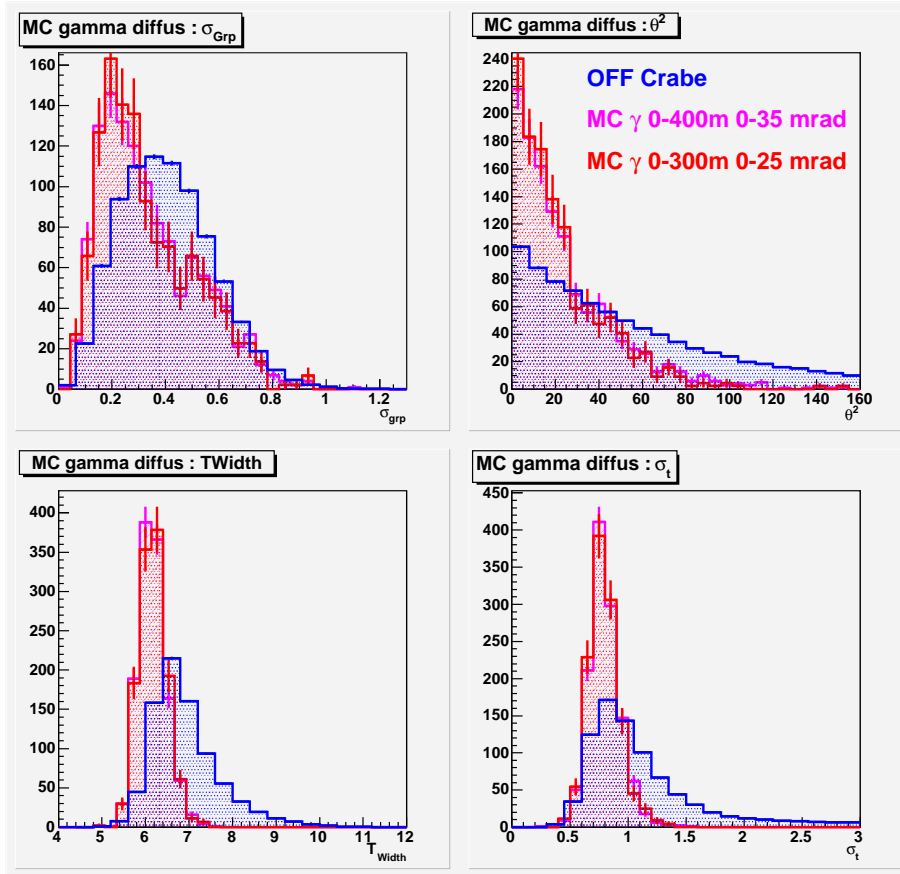 MC gamma diffus : σGrp
160
140
120
100
80
60
40
20
0
0 0.2 0.4 0.6 0.8 1 1.2
σgrp
MC gamma diffus : θ²
OFF Crabe
MC γ 0-400m 0-35 mrad
MC γ 0-300m 0-25 mrad
240
220
200
180
160
140
120
100
80
60
40
20
0
0 20 40 60 80 100 120 140 160
θ²
MC gamma diffus : TWidth
400
350
300
250
200
150
100
50
0
4 5 6 7 8 9 10 11 12
TWidth
MC gamma diffus : σt
450
400
350
300
250
200
150
100
50
0
0 0.5 1 1.5 2 2.5 3
σt